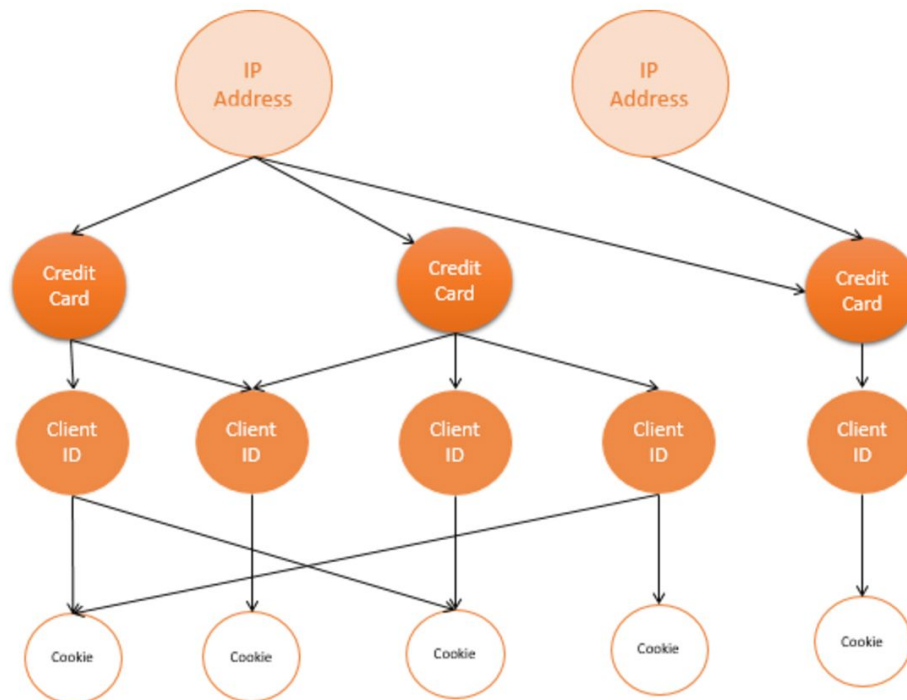 IP
Address
IP
Address
Credit
Card
Credit
Card
Credit
Card
Client
ID
Client
ID
Client
ID
Client
ID
Client
ID
Cookie
Cookie
Cookie
Cookie
Cookie